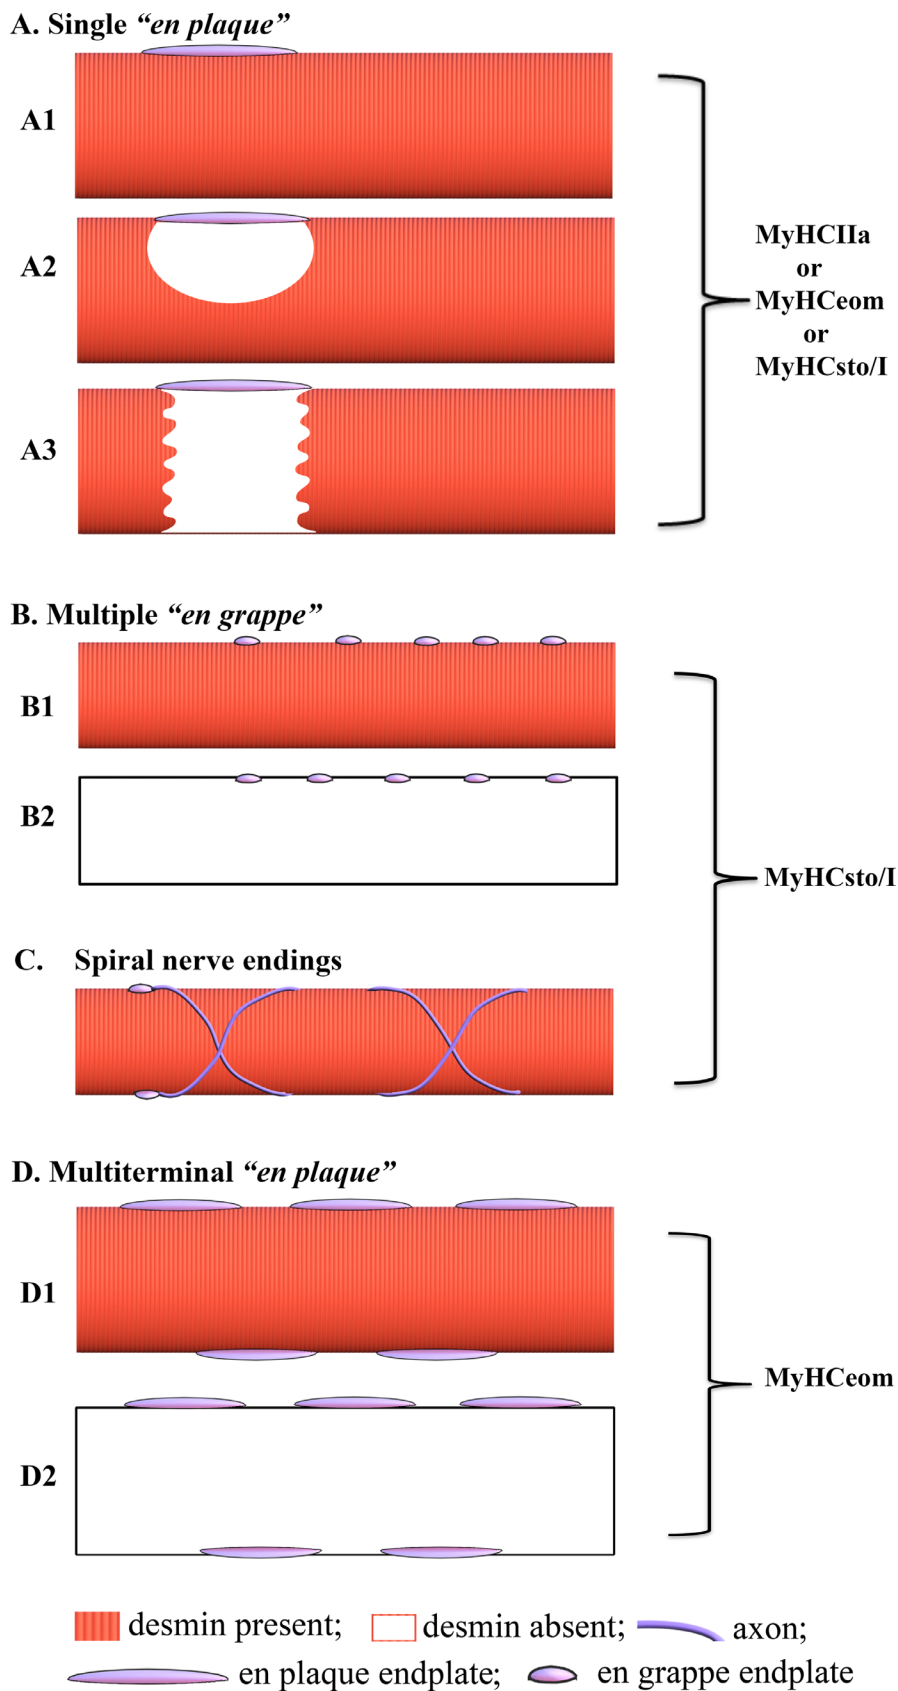 A. Single “en plaque”
A1
A2
A3
MyHCIIa
or
MyHCeom
or
MyHCsto/I
B. Multiple “en grappe”
B1
B2
MyHCsto/I
C. Spiral nerve endings
D. Multiterminal “en plaque”
D1
D2
MyHCeom
desmin present; desmin absent; axon;
en plaque endplate; en grappe endplate